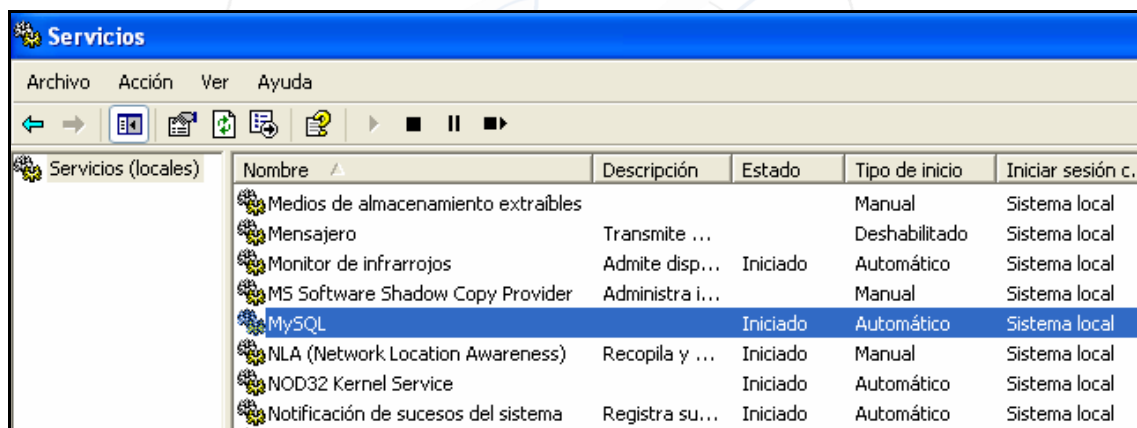 Servicios
Archivo Acción Ver Ayuda
Servicios (locales)
Nombre Descripción Estado Tipo de inicio Iniciar sesión c.
Medios de almacenamiento extraíbles Manual Sistema local
Mensajero Transmite ... Deshabilitado Sistema local
Monitor de infrarrojos Admite disp... Iniciado Automático Sistema local
MS Software Shadow Copy Provider Administra i... Manual Sistema local
MySQL Iniciado Automático Sistema local
NLA (Network Location Awareness) Recopila y ... Iniciado Manual Sistema local
NOD32 Kernel Service Iniciado Automático Sistema local
Notificación de sucesos del sistema Registra su... Iniciado Automático Sistema local